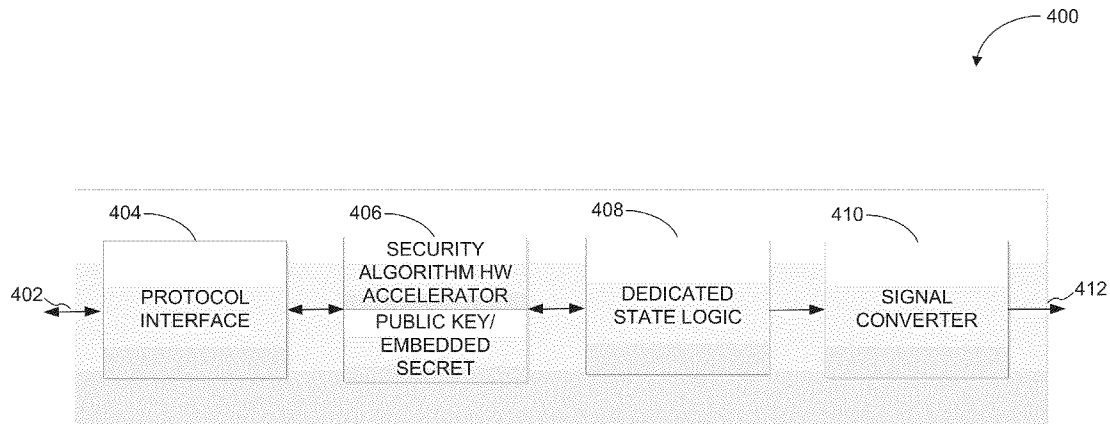 400
404
406
408
410
402
412
PROTOCOL
INTERFACE
SECURITY
ALGORITHM HW
ACCELERATOR
PUBLIC KEY/
EMBEDDED
SECRET
DEDICATED
STATE LOGIC
SIGNAL
CONVERTER